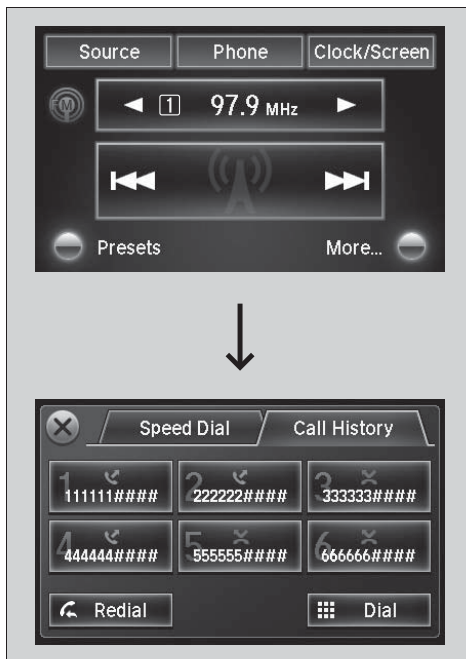 Source Phone Clock/Screen
FM 1 97.9 MHz
Presets More...
Speed Dial Call History
1 111111#### 2 222222#### 3 333333####
4 444444#### 5 555555#### 6 666666####
Redial Dial